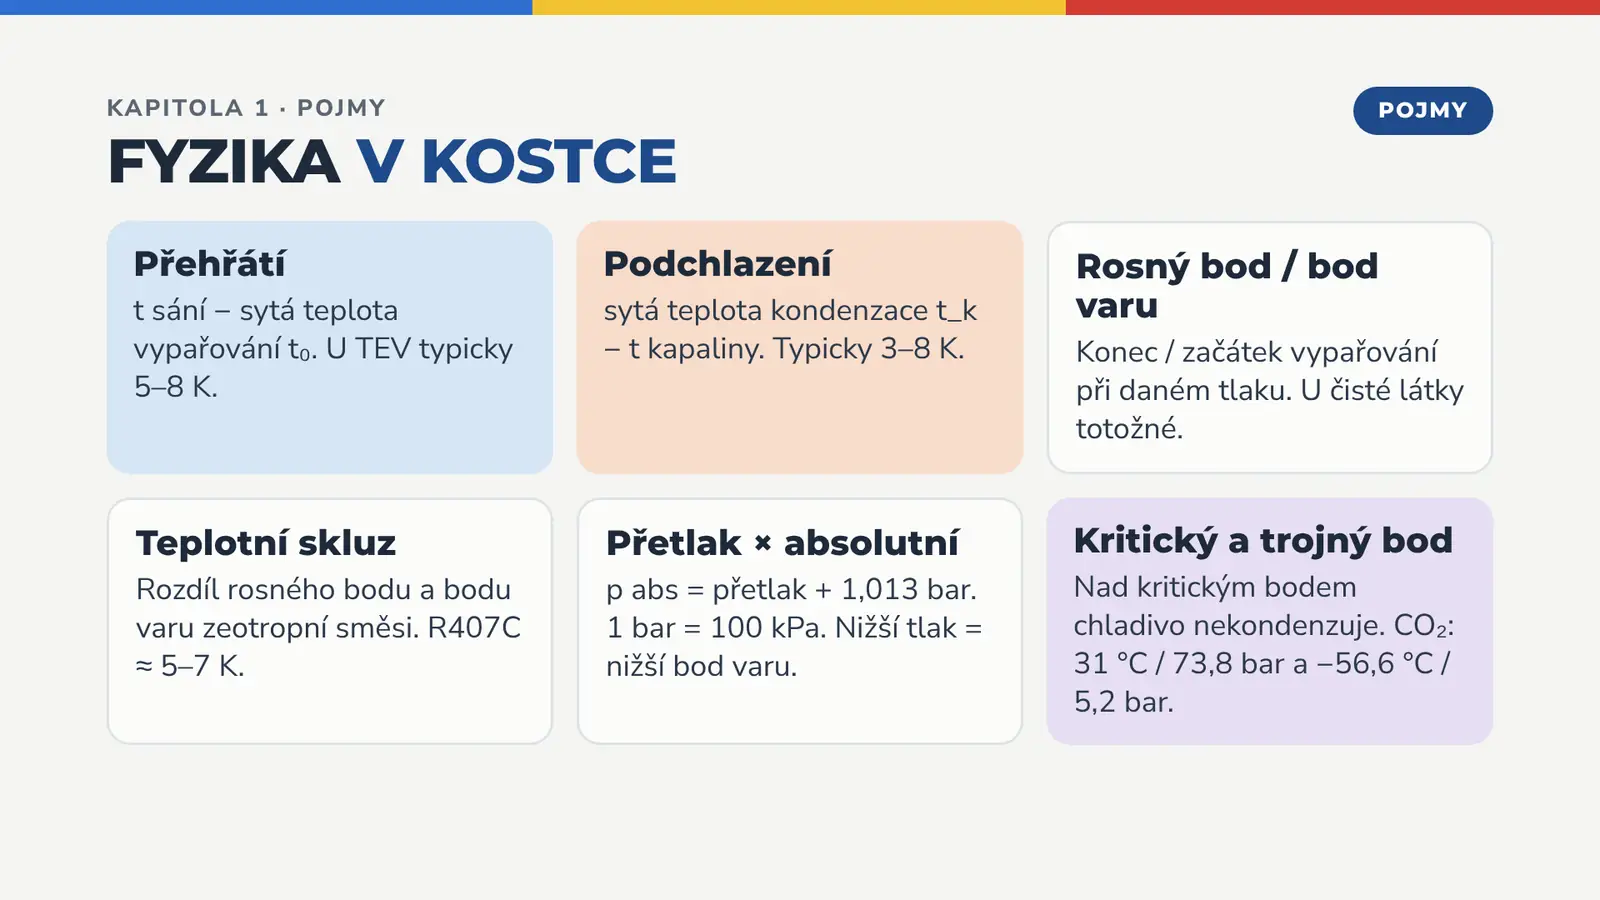 KAPITOLA 1 · POJMY
POJMY
FYZIKA V KOSTCE
Přehřátí
t sání – sytá teplota
vypařování t₀. U TEV typicky
5–8 K.
Podchlazení
sytá teplota kondenzace t_k
– t kapaliny. Typicky 3–8 K.
Rosný bod / bod
varu
Konec / začátek vypařování
při daném tlaku. U čisté látky
totožné.
Teplotní skluz
Rozdíl rosného bodu a bodu
varu zeotropní směsi. R407C
≈ 5–7 K.
Přetlak × absolutní
p abs = přetlak + 1,013 bar.
1 bar = 100 kPa. Nižší tlak =
nižší bod varu.
Kritický a trojný bod
Nad kritickým bodem
chladivo nekondenzuje. CO₂:
31 °C / 73,8 bar a −56,6 °C /
5,2 bar.